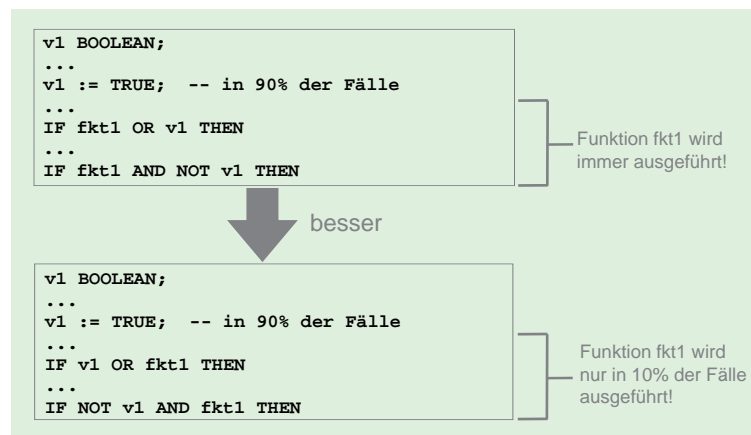 v1 BOOLEAN;
...
v1 := TRUE;  -- in 90% der Fälle
...
IF fkt1 OR v1 THEN
...
IF fkt1 AND NOT v1 THEN
Funktion fkt1 wird
immer ausgeführt!
besser
v1 BOOLEAN;
...
v1 := TRUE;  -- in 90% der Fälle
...
IF v1 OR fkt1 THEN
...
IF NOT v1 AND fkt1 THEN
Funktion fkt1 wird
nur in 10% der Fälle
ausgeführt!